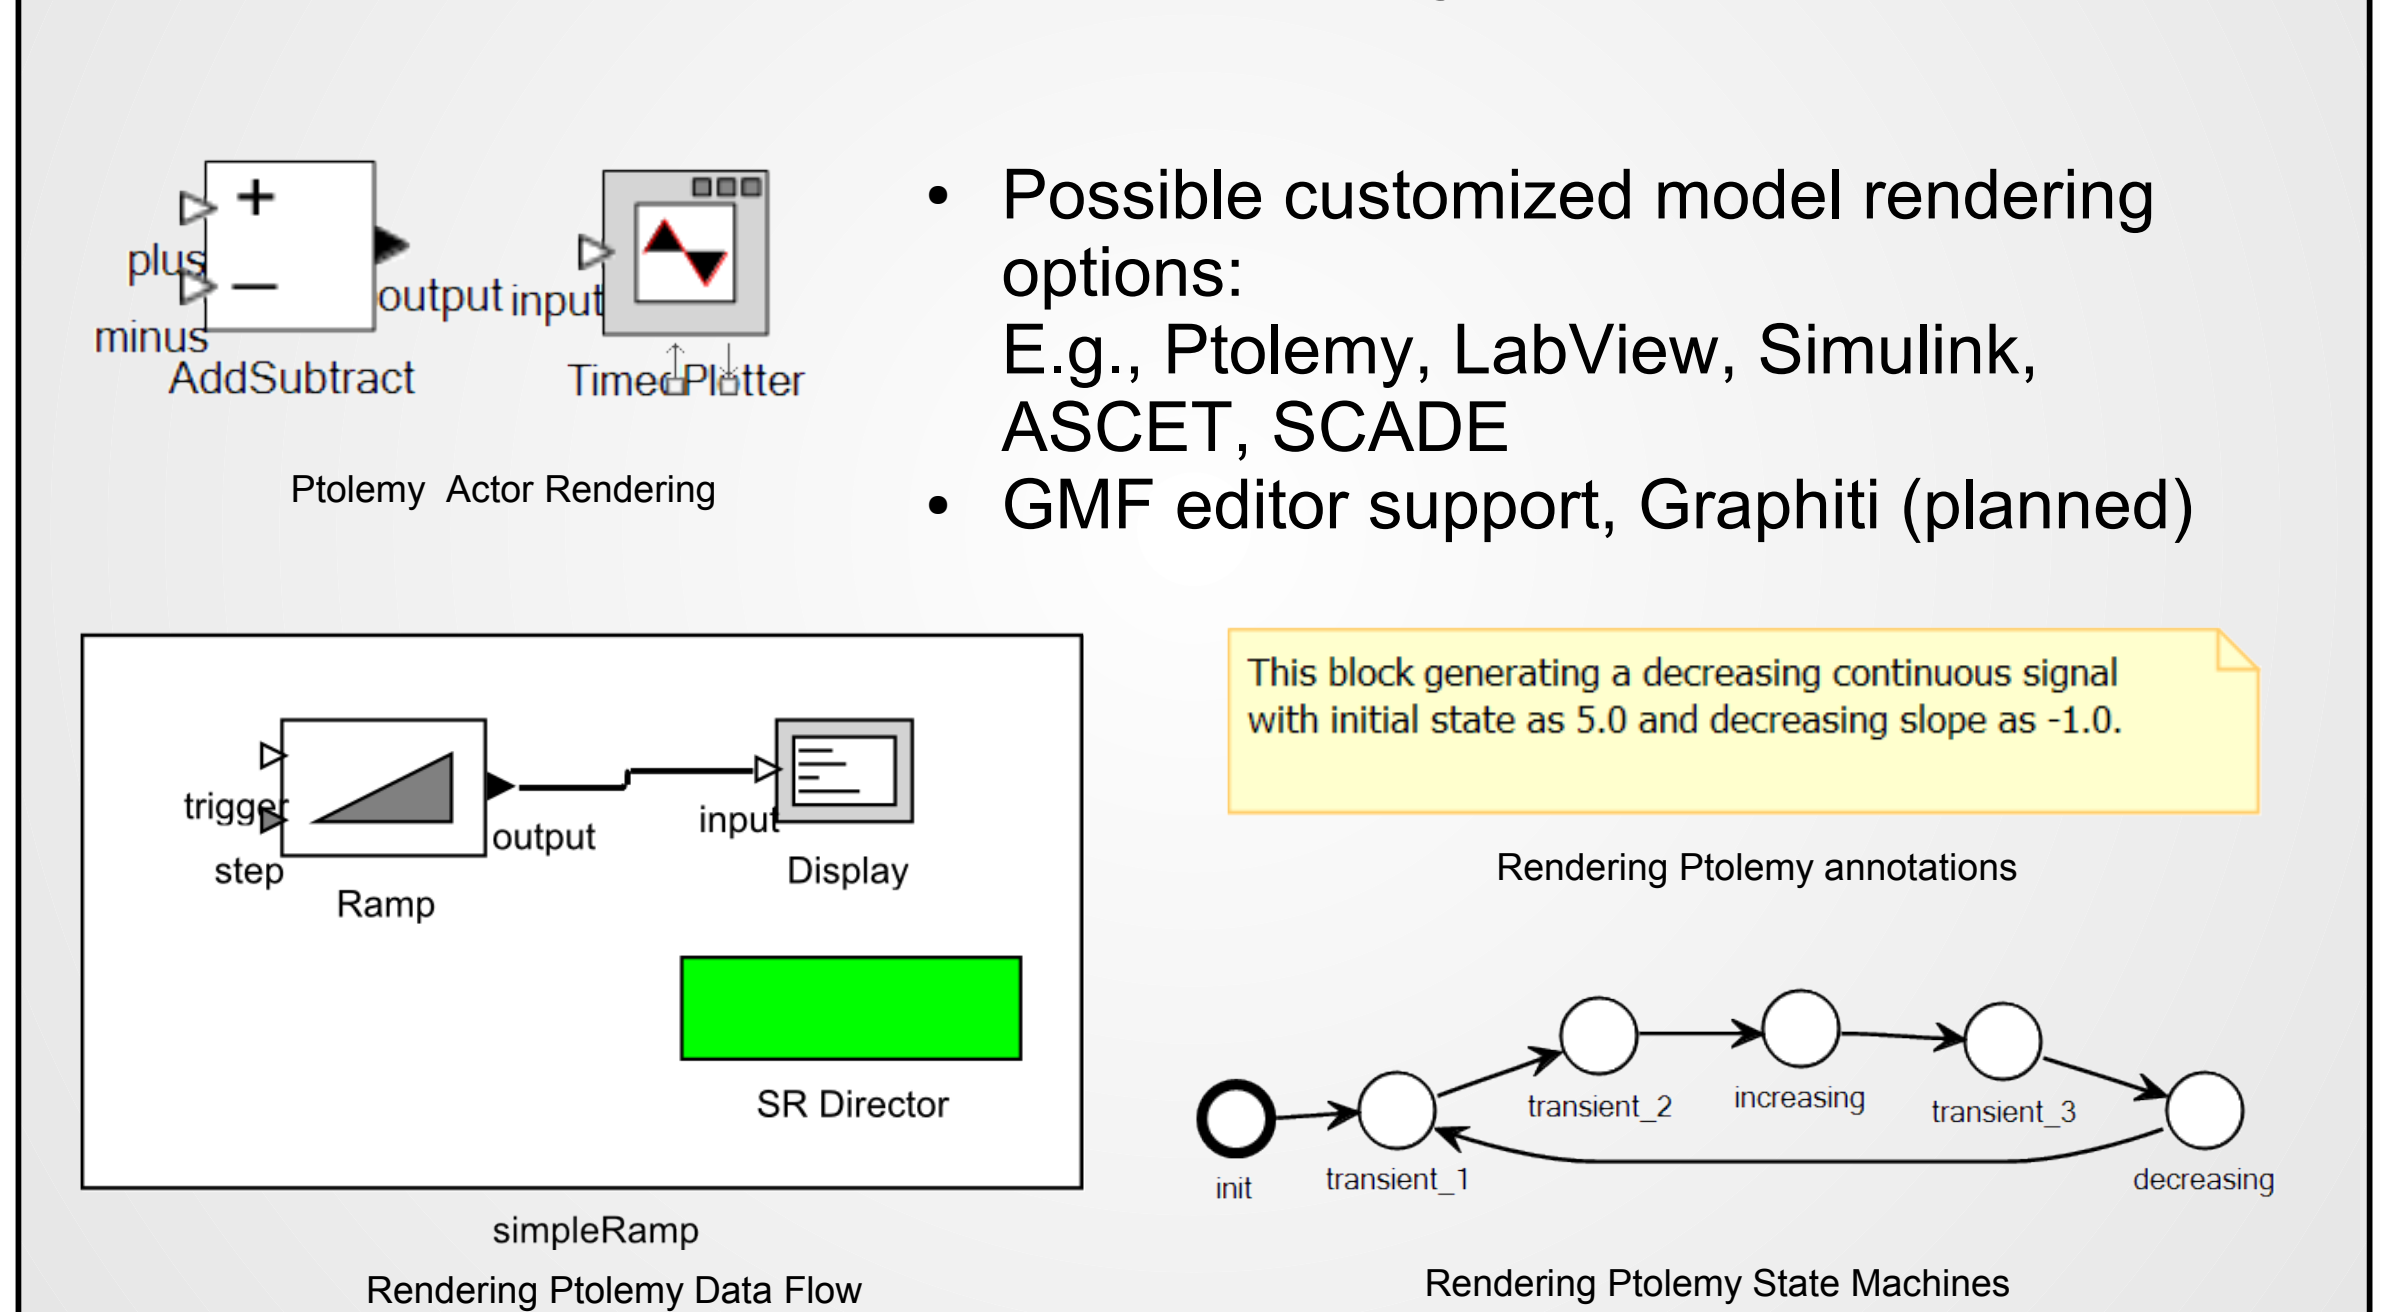 plus
minus
output
AddSubtract
input
TimedPlotter
Ptolemy  Actor Rendering
• Possible customized model rendering
options:
E.g., Ptolemy, LabView, Simulink,
ASCET, SCADE
• GMF editor support, Graphiti (planned)
trigger
step
output
Ramp
input
Display
SR Director
simpleRamp
Rendering Ptolemy Data Flow
This block generating a decreasing continuous signal
with initial state as 5.0 and decreasing slope as -1.0.
Rendering Ptolemy annotations
init
transient_1
transient_2
increasing
transient_3
decreasing
Rendering Ptolemy State Machines